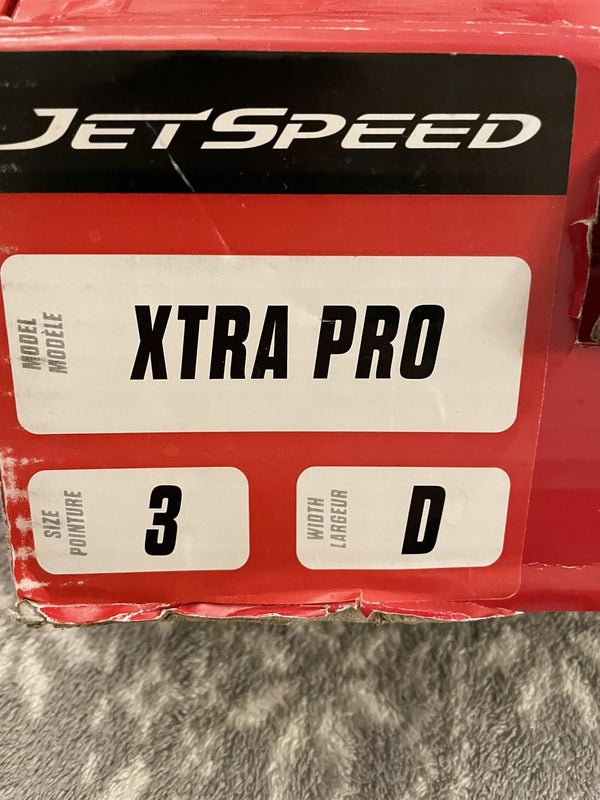 JETSPEED
MODEL
MODÈLE
XTRA PRO
SIZE
POINTURE
3
WIDTH
LARGEUR
D